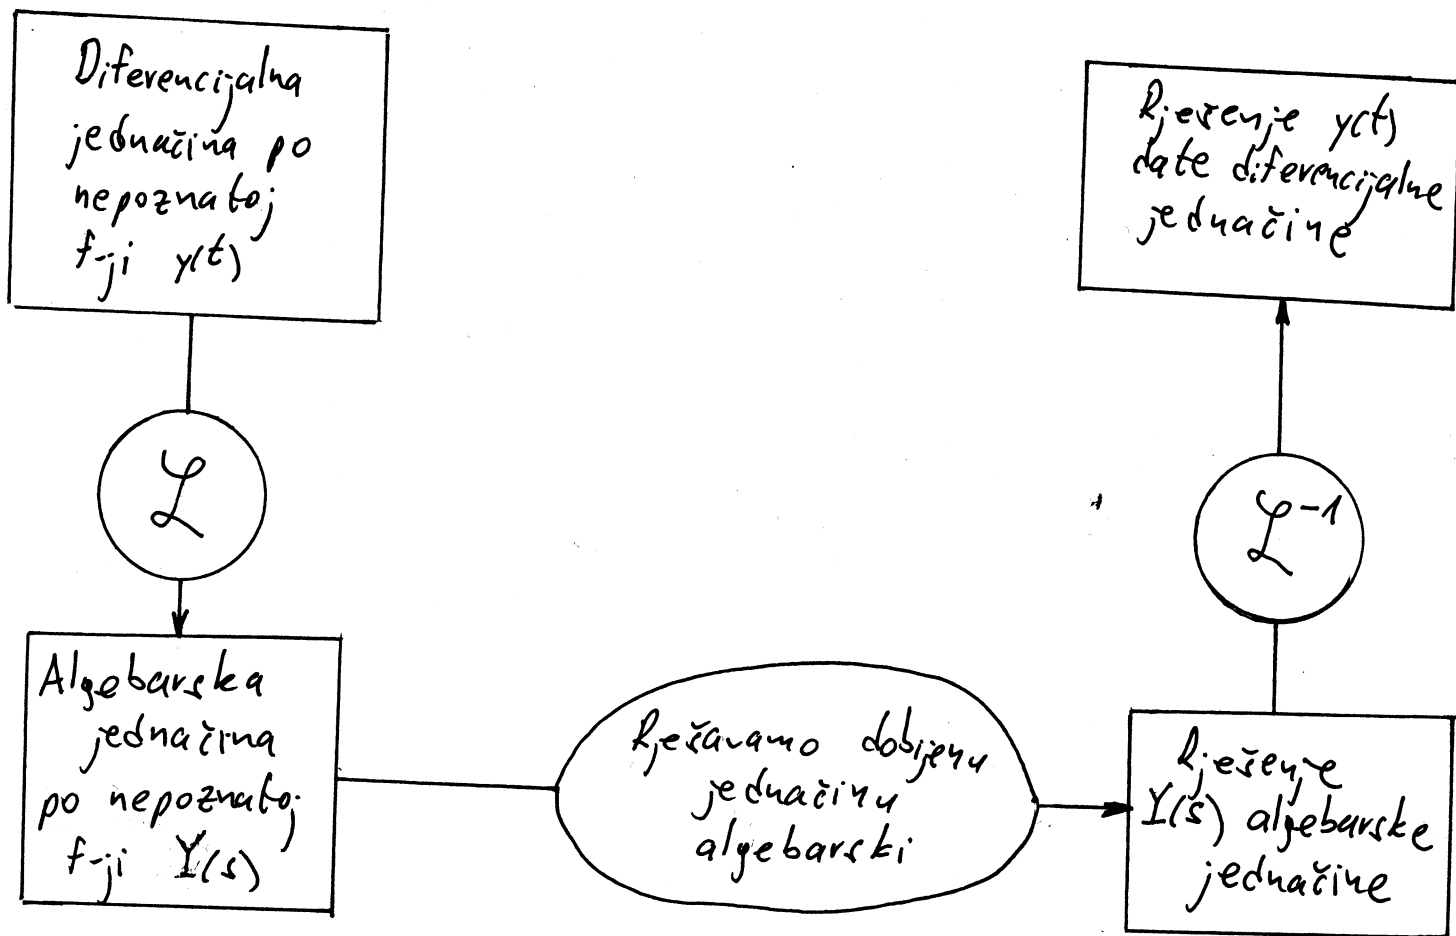 Diferencijalna
jednačina po
nepoznatoj
f-ji y(t)
ℒ
Algebarska
jednačina
po nepoznatoj
f-ji Y(s)
Rješavamo dobijenu
jednačinu
algebarski
Rješenje
Y(s) algebarske
jednačine
ℒ⁻¹
Rješenje y(t)
date diferencijalne
jednačine